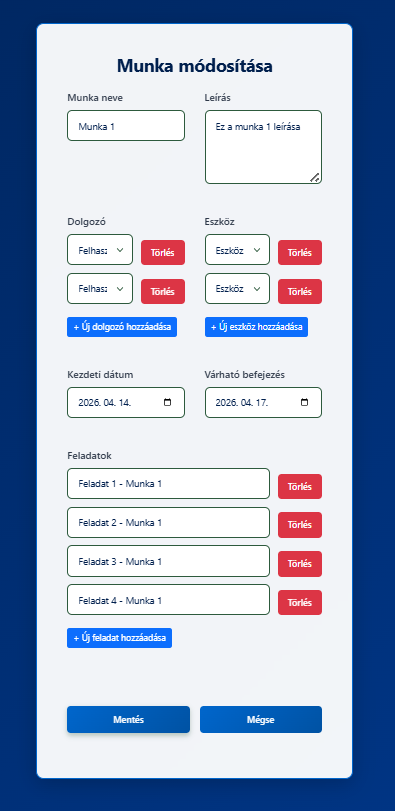 Munka módosítása
Munka neve
Leírás
Munka 1
Ez a munka 1 leírása
Dolgozó
Eszköz
Felhasz
Törlés
Eszköz
Törlés
Felhasz
Törlés
Eszköz
Törlés
+ Új dolgozó hozzáadása
+ Új eszköz hozzáadása
Kezdeti dátum
Várható befejezés
2026. 04. 14.
2026. 04. 17.
Feladatok
Feladat 1 - Munka 1
Törlés
Feladat 2 - Munka 1
Törlés
Feladat 3 - Munka 1
Törlés
Feladat 4 - Munka 1
Törlés
+ Új feladat hozzáadása
Mentés
Mégse